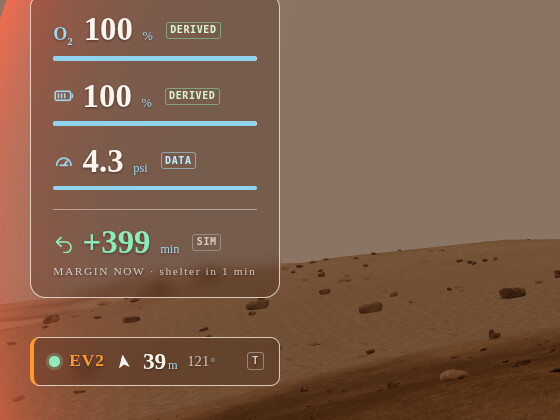 O₂ 100 % DERIVED
100 % DERIVED
4.3 psi DATA
+399 min SIM
MARGIN NOW · shelter in 1 min
EV2 39 m 121° T